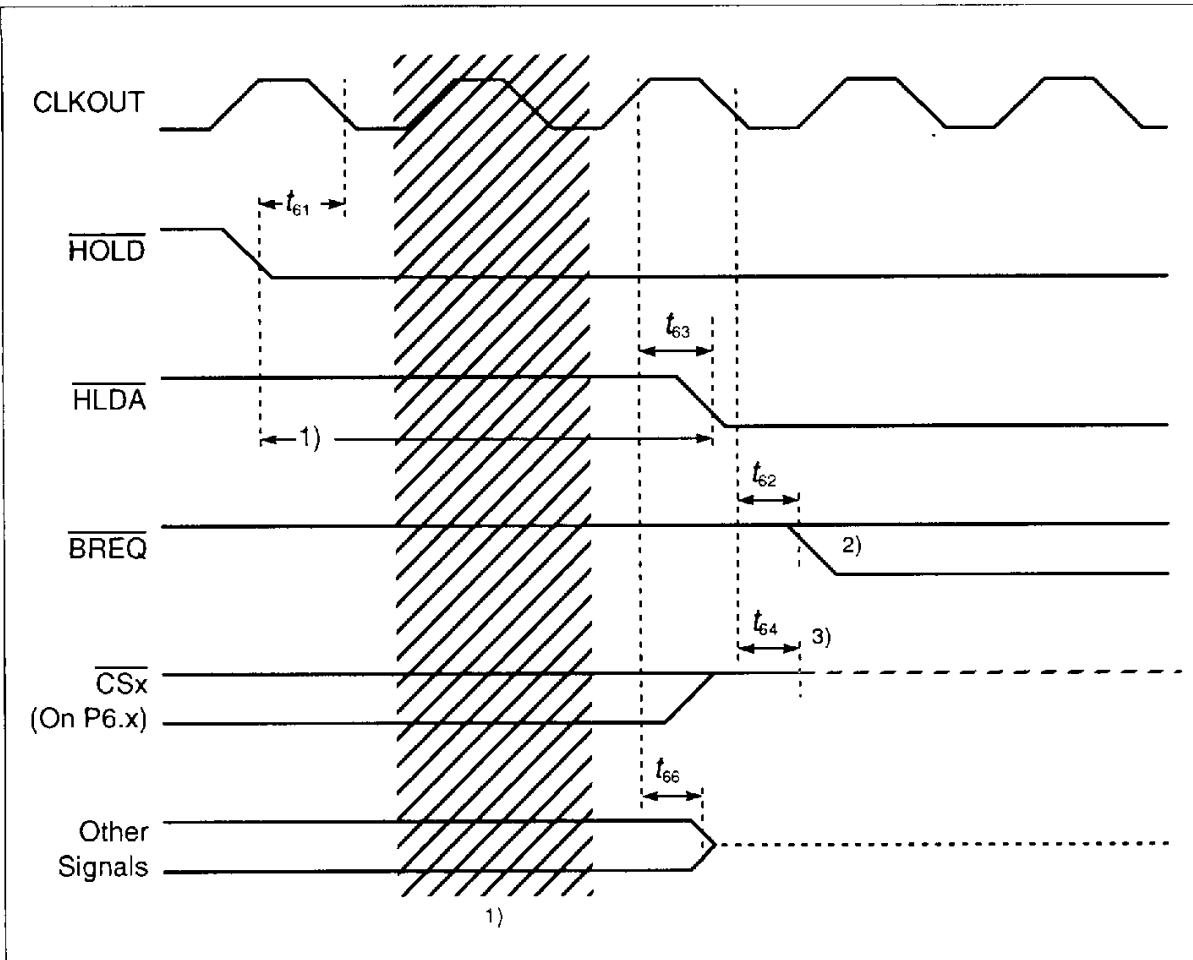 CLKOUT
t61
HOLD
t63
HLDA
1)
t62
BREQ
2)
t64
3)
CSx
(On P6.x)
t66
Other
Signals
1)